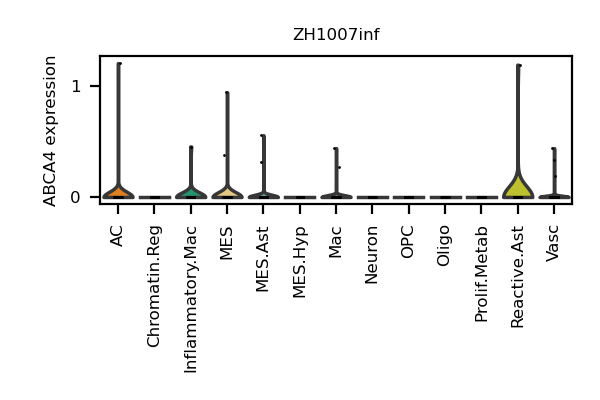 ZH1007inf
ABCA4 expression
1
0
AC
Chromatin.Reg
Inflammatory.Mac
MES
MES.Ast
MES.Hyp
Mac
Neuron
OPC
Oligo
Prolif.Metab
Reactive.Ast
Vasc